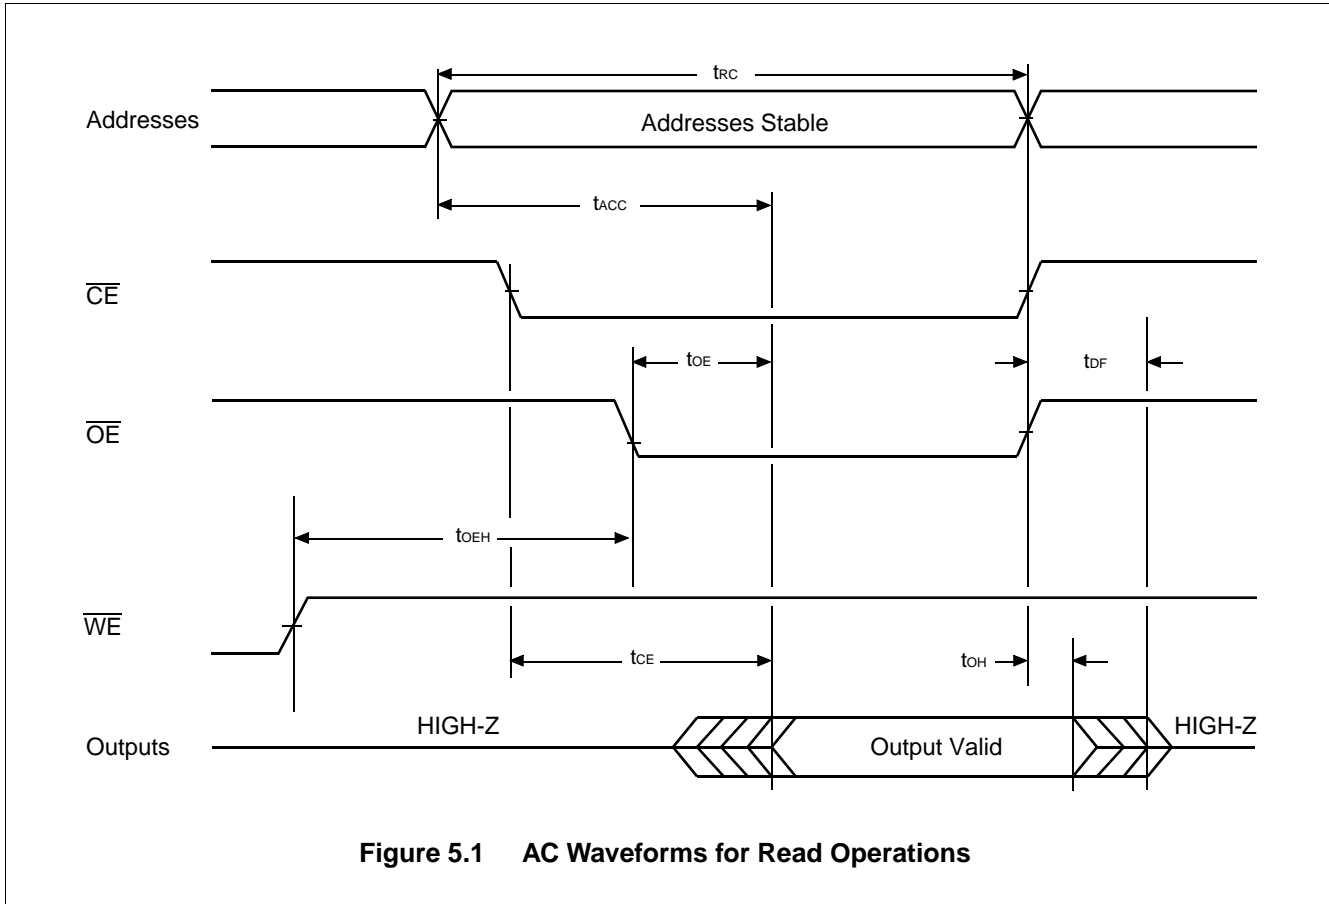 tRC
Addresses
Addresses Stable
tACC
CE
tOE
tDF
OE
tOEH
WE
tCE
tOH
HIGH-Z
HIGH-Z
Outputs
Output Valid
Figure 5.1 AC Waveforms for Read Operations